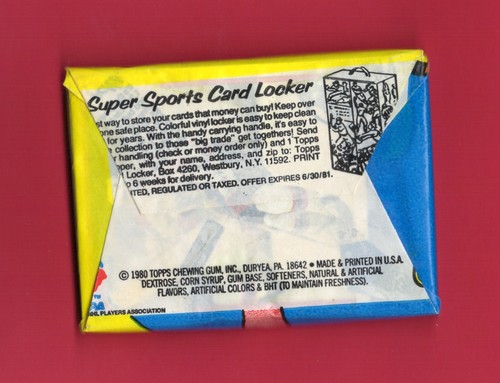 Super Sports Card Locker
st way to store your cards that money can buy! Keep over
one safe place. Colorful vinyl locker is easy to keep clean
for years. With the handy carrying handle, it's easy to
collection to those "big trade" get togethers! Send
r handling (check or money order only) and 1 Topps
per, with your name, address, and zip to: Topps
Locker, Box 4260, Westbury, N.Y. 11592. PRINT
6 weeks for delivery.
ITED, REGULATED OR TAXED. OFFER EXPIRES 6/30/81.
© 1980 TOPPS CHEWING GUM, INC., DURYEA, PA. 18642 • MADE & PRINTED IN U.S.A.
DEXTROSE, CORN SYRUP, GUM BASE, SOFTENERS, NATURAL & ARTIFICIAL
FLAVORS, ARTIFICIAL COLORS & BHT (TO MAINTAIN FRESHNESS).
NHL PLAYERS ASSOCIATION